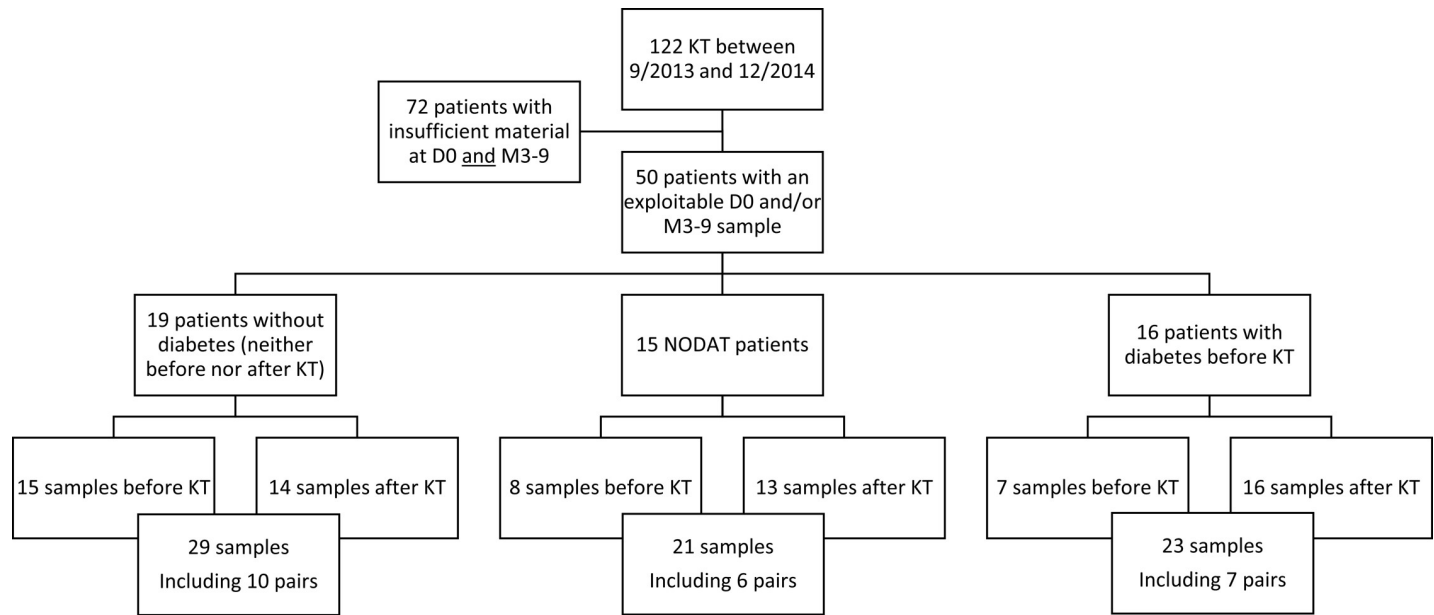 122 KT between
9/2013 and 12/2014
72 patients with
insufficient material
at D0 and M3-9
50 patients with an
exploitable D0 and/or
M3-9 sample
19 patients without
diabetes (neither
before nor after KT)
15 NODAT patients
16 patients with
diabetes before KT
15 samples before KT
14 samples after KT
8 samples before KT
13 samples after KT
7 samples before KT
16 samples after KT
29 samples
Including 10 pairs
21 samples
Including 6 pairs
23 samples
Including 7 pairs